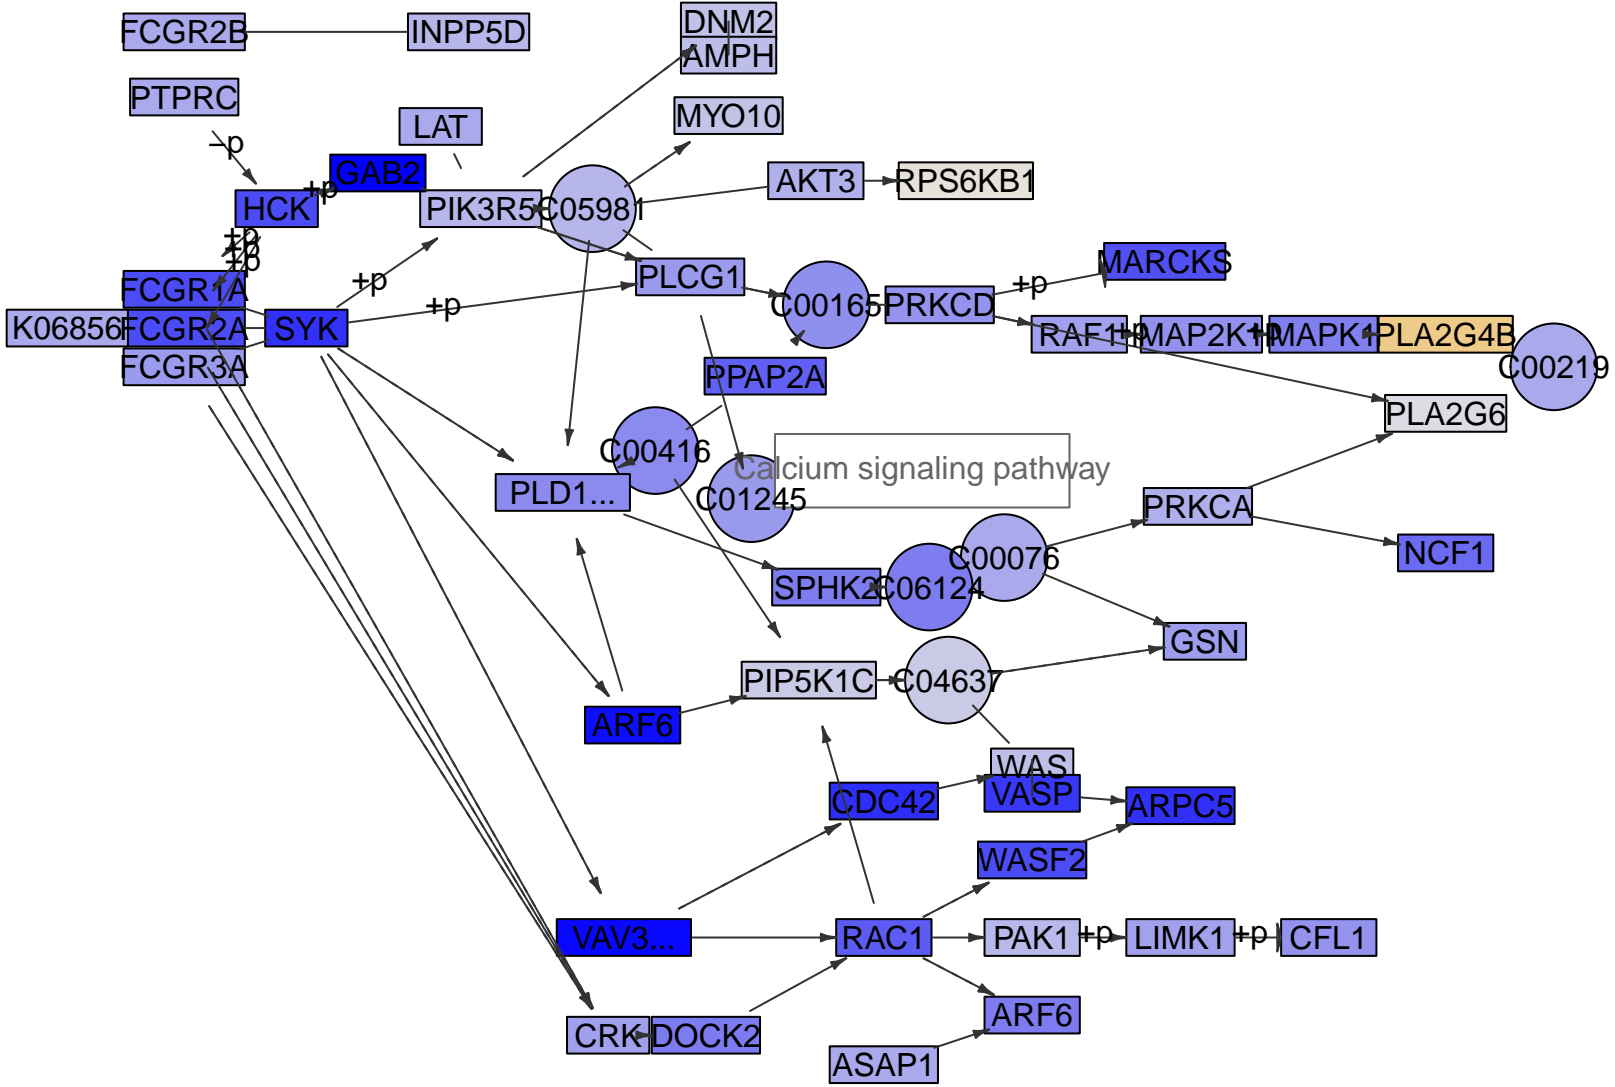 DNM2
FCGR2B
INPP5D
AMPH
PTPRC
MYO10
LAT
−p
GAB2
AKT3
RPS6KB1
+p
HCK
PIK3R5
C05981
+p
+p
+p
MARCKS
PLCG1
+p
+p
FCGR1A
C00165
PRKCD
+p
K06856
FCGR2A
SYK
RAF1
+p
MAP2K1
+p
MAPK1
PLA2G4B
FCGR3A
C00219
PPAP2A
PLA2G6
C00416
Calcium signaling pathway
PLD1...
C01245
PRKCA
NCF1
C00076
SPHK2
C06124
GSN
PIP5K1C
C04637
ARF6
WAS
VASP
CDC42
ARPC5
WASF2
VAV3...
RAC1
PAK1
+p
LIMK1
+p
CFL1
ARF6
CRK
DOCK2
ASAP1